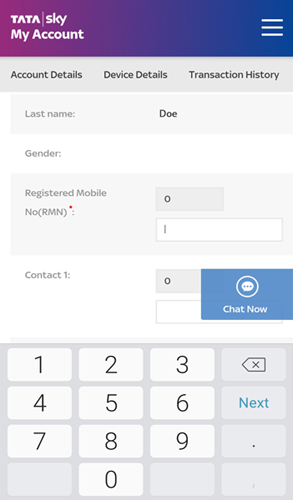 TATA sky
My Account
Account Details Device Details Transaction History
Last name: Doe
Gender:
Registered Mobile
No(RMN) *:
0
Contact 1: 0
Chat Now
1 2 3
4 5 6 Next
7 8 9 .
0 ,